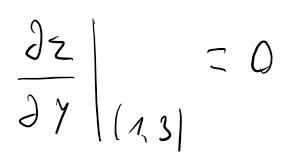 ∂z/∂y |(1,3) = 0